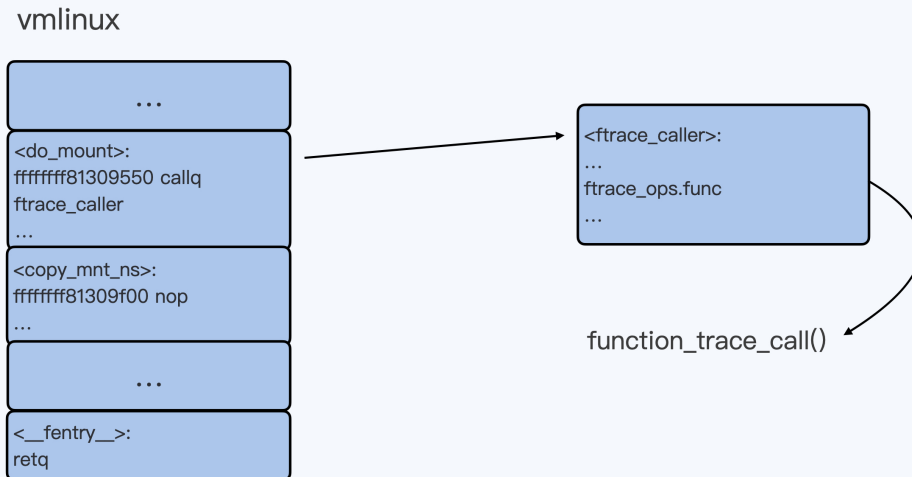 vmlinux
...
<do_mount>:
ffffffff81309550 callq
ftrace_caller
...
<copy_mnt_ns>:
ffffffff81309f00 nop
...
...
<__fentry__>:
retq
<ftrace_caller>:
...
ftrace_ops.func
...
function_trace_call()